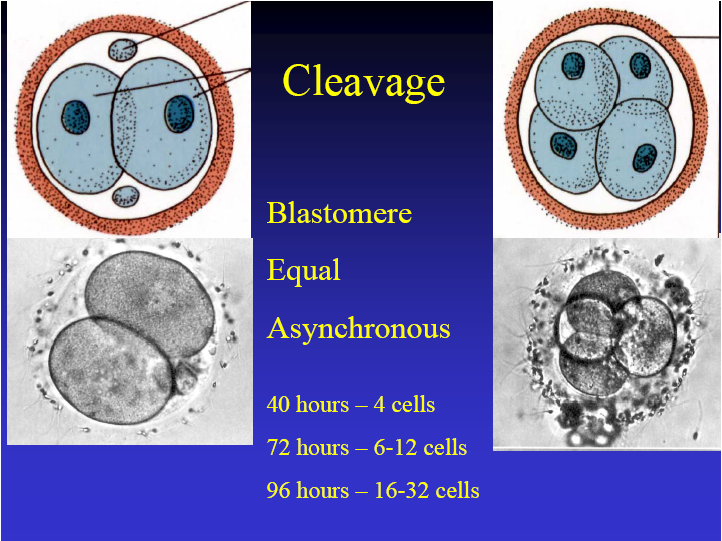 Cleavage
Blastomere
Equal
Asynchronous
40 hours – 4 cells
72 hours – 6-12 cells
96 hours – 16-32 cells